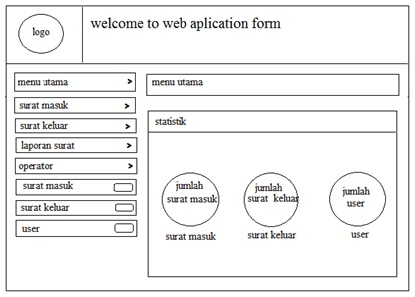 logo
welcome to web aplication form
menu utama >
surat masuk >
surat keluar >
laporan surat >
operator >
surat masuk
surat keluar
user
menu utama
statistik
jumlah
surat masuk
surat masuk
jumlah
surat keluar
surat keluar
jumlah
user
user